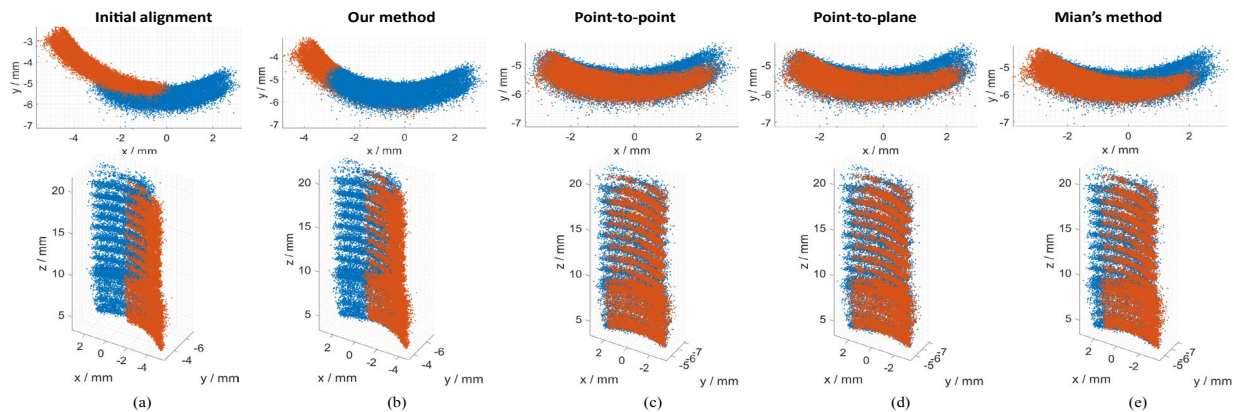 Initial alignment
Our method
Point-to-point
Point-to-plane
Mian's method
-3
-4
-5
-6
-7
y / mm
-4 -2 0 2
x / mm
-4
-5
-6
-7
y / mm
-4 -2 0 2
x / mm
-5
-6
-7
y / mm
-2 0 2
x / mm
-5
-6
-7
y / mm
-2 0 2
x / mm
-5
-6
-7
y / mm
-2 0 2
x / mm
20
15
10
5
z / mm
2 0 -2 -4
-4 -6
x / mm
y / mm
20
15
10
5
z / mm
2 0 -2 -4
-4 -6
x / mm
y / mm
20
15
10
5
z / mm
2 0 -2
-5 -6 -7
x / mm
y / mm
20
15
10
5
z / mm
2 0 -2
-5 -6 -7
x / mm
y / mm
20
15
10
5
z / mm
2 0 -2
-5 -6 -7
x / mm
y / mm
(a)
(b)
(c)
(d)
(e)